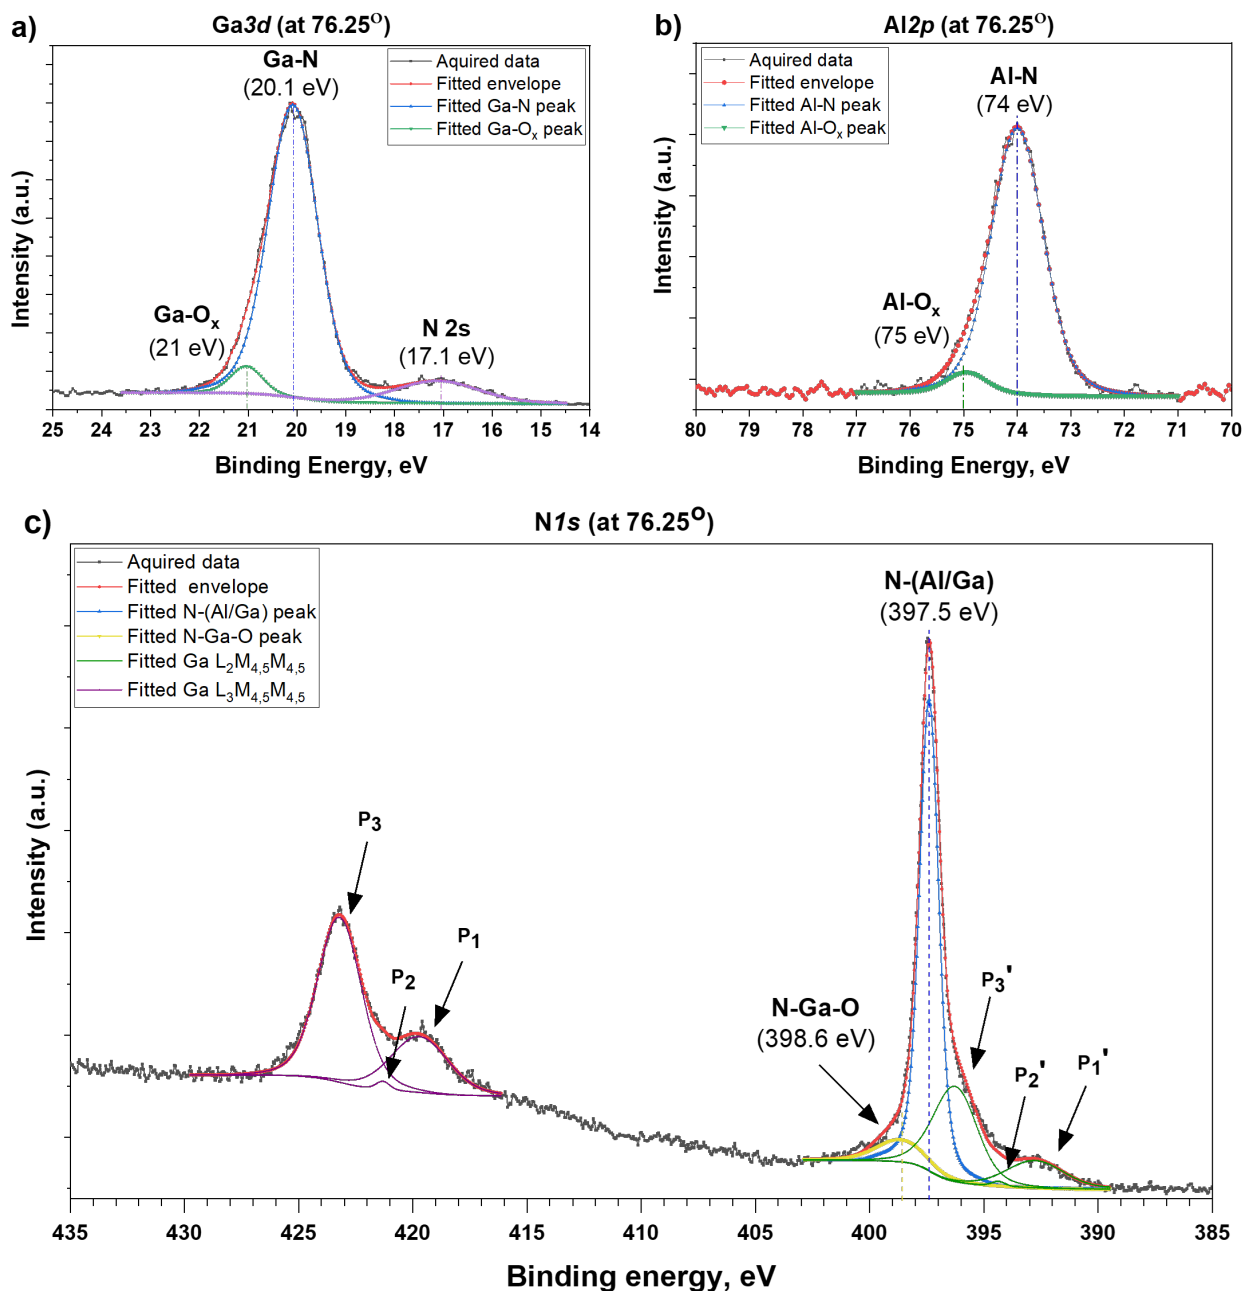 a)
Ga3d (at 76.25°)
Ga-N
(20.1 eV)
Aquired data
Fitted envelope
Fitted Ga-N peak
Fitted Ga-Oₓ peak
Ga-Oₓ
(21 eV)
N 2s
(17.1 eV)
Intensity (a.u.)
25 24 23 22 21 20 19 18 17 16 15 14
Binding Energy, eV
b)
Al2p (at 76.25°)
Aquired data
Fitted envelope
Fitted Al-N peak
Fitted Al-Oₓ peak
Al-N
(74 eV)
Al-Oₓ
(75 eV)
Intensity (a.u.)
80 79 78 77 76 75 74 73 72 71 70
Binding Energy, eV
c)
N1s (at 76.25°)
Aquired data
Fitted envelope
Fitted N-(Al/Ga) peak
Fitted N-Ga-O peak
Fitted Ga L₂M₄,₅M₄,₅
Fitted Ga L₃M₄,₅M₄,₅
N-(Al/Ga)
(397.5 eV)
P₃
P₂
P₁
N-Ga-O
(398.6 eV)
P₃'
P₂'
P₁'
Intensity (a.u.)
435 430 425 420 415 410 405 400 395 390 385
Binding energy, eV